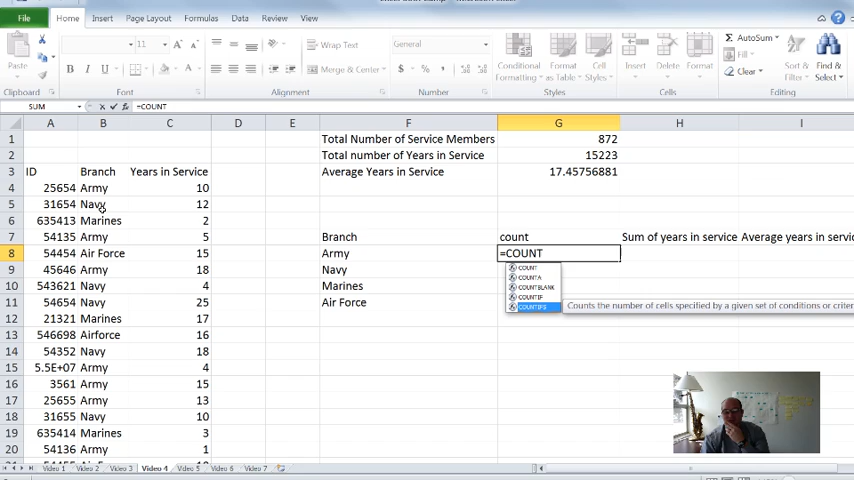 File Home Insert Page Layout Formulas Data Review View
11 Wrap Text General AutoSum
Fill
Paste Conditional Format Cell Insert Delete Format Sort & Find &
Formatting as Table Styles Clear Filter Select
Clipboard Font Alignment Number Styles Cells Editing
SUM =COUNT
A B C D E F G H I
1 Total Number of Service Members 872
2 Total number of Years in Service 15223
3 ID Branch Years in Service Average Years in Service 17.45756881
4 25654 Army 10
5 31654 Navy 12
6 635413 Marines 2
7 54135 Army 5 Branch count Sum of years in service Average years in servic
8 54454 Air Force 15 Army =COUNT
9 45646 Army 18 Navy COUNT
COUNTA
10 543621 Navy 4 Marines COUNTBLANK
COUNTIF
11 54654 Navy 25 Air Force COUNTIFS Counts the number of cells specified by a given set of conditions or criter
12 21321 Marines 17
13 546698 Airforce 16
14 54352 Navy 18
15 5.5E+07 Army 4
16 3561 Army 15
17 25655 Army 13
18 31655 Navy 10
19 635414 Marines 3
20 54136 Army 1
Video 1 Video 2 Video 3 Video 4 Video 5 Video 6 Video 7